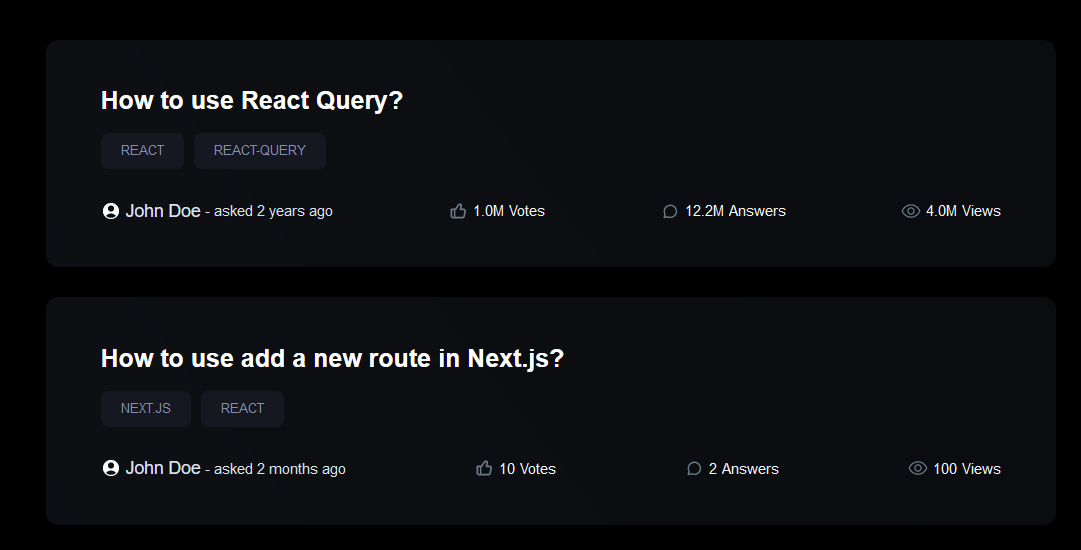 How to use React Query?
REACT REACT-QUERY
John Doe - asked 2 years ago 1.0M Votes 12.2M Answers 4.0M Views
How to use add a new route in Next.js?
NEXT.JS REACT
John Doe - asked 2 months ago 10 Votes 2 Answers 100 Views